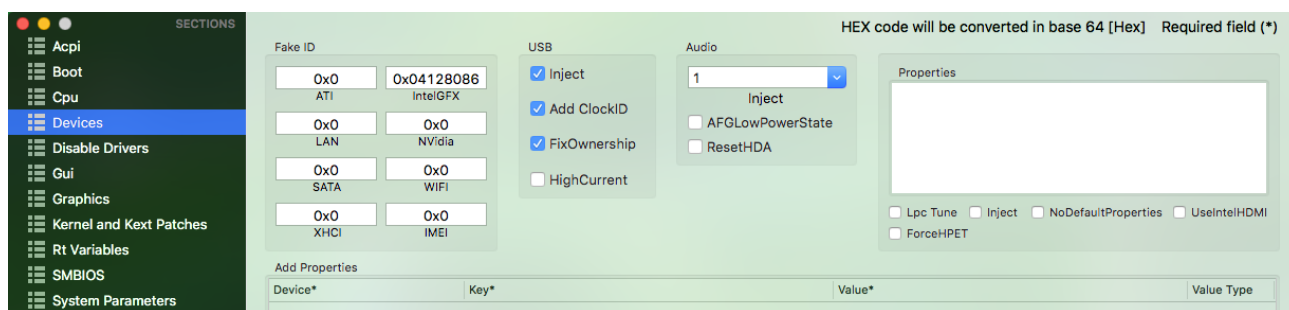 SECTIONS
Acpi
Boot
Cpu
Devices
Disable Drivers
Gui
Graphics
Kernel and Kext Patches
Rt Variables
SMBIOS
System Parameters
HEX code will be converted in base 64 [Hex] Required field (*)
Fake ID
0x0 0x04128086
ATI IntelGFX
0x0 0x0
LAN NVidia
0x0 0x0
SATA WIFI
0x0 0x0
XHCI IMEI
USB
Inject
Add ClockID
FixOwnership
HighCurrent
Audio
1
Inject
AFGLowPowerState
ResetHDA
Properties
Lpc Tune Inject NoDefaultProperties UseIntelHDMI
ForceHPET
Add Properties
Device* Key* Value* Value Type